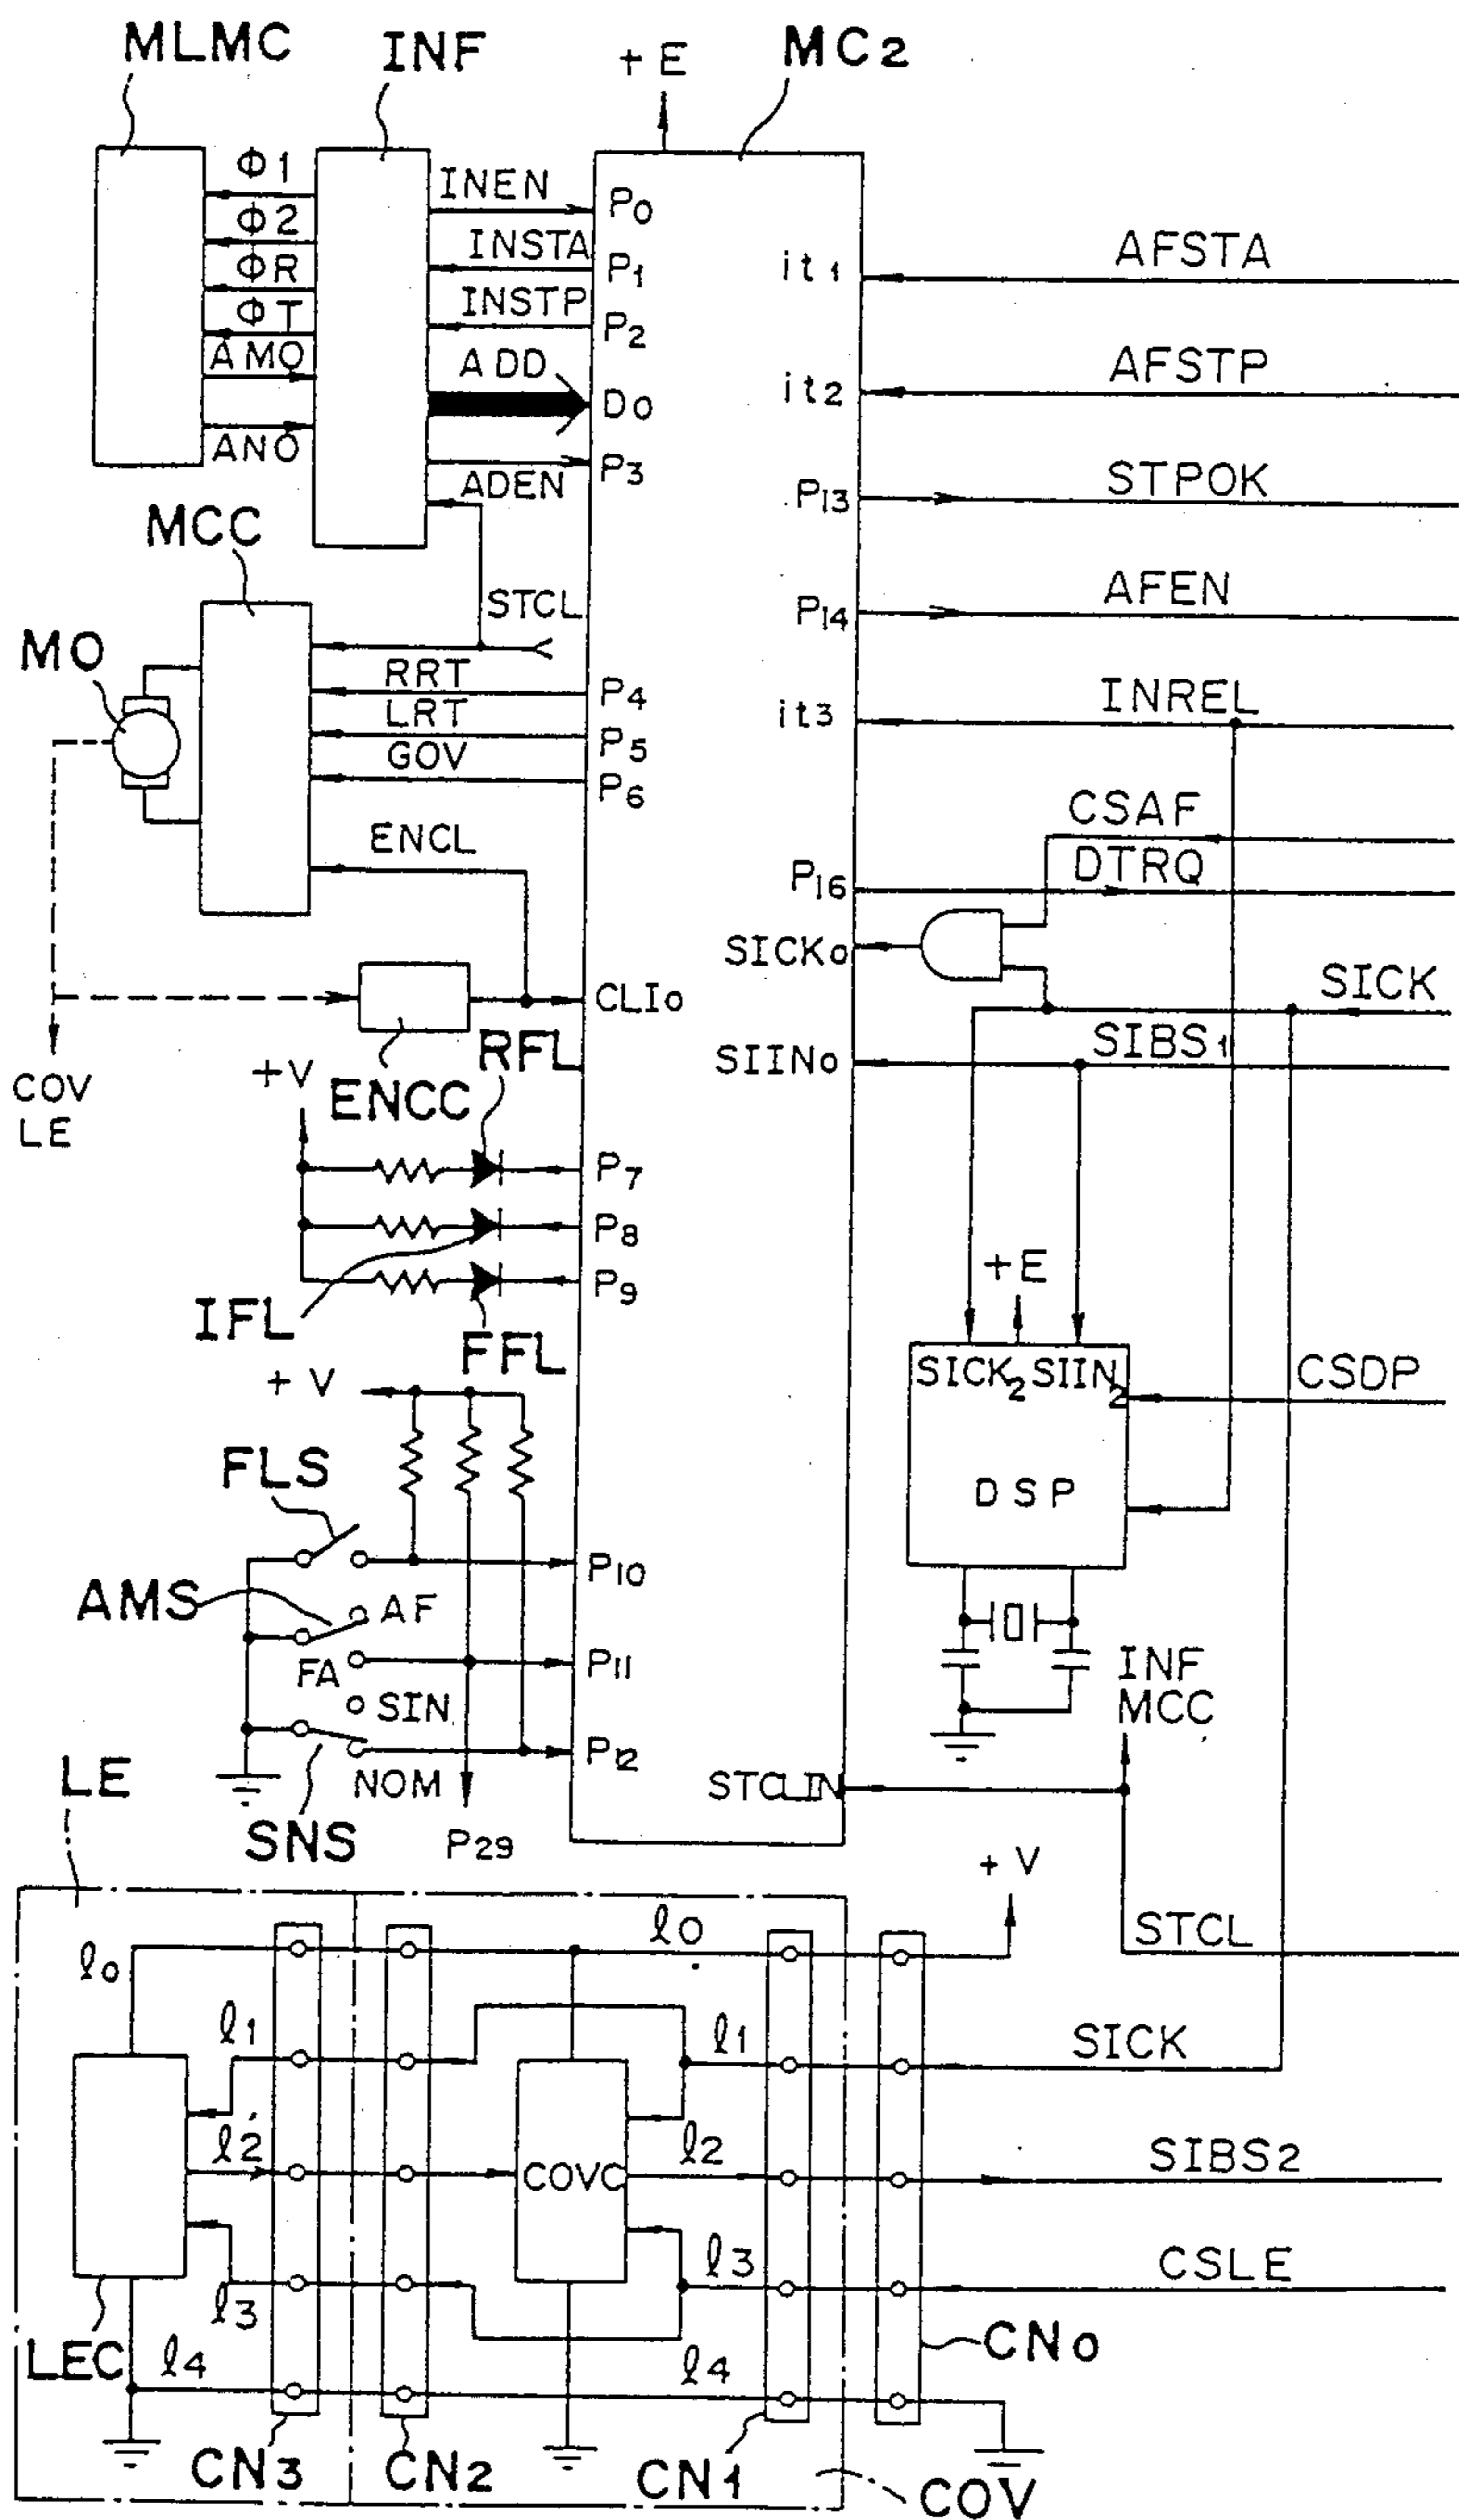 MLMC
INF
+E
MC2
Φ1
Φ2
ΦR
ΦT
AMO
ANO
INEN
INSTA
INSTP
ADD
ADEN
P0
P1
P2
D0
P3
it1
AFSTA
it2
AFSTP
P13
STPOK
P14
AFEN
it3
INREL
MCC
MO
STCL
RRT
LRT
GOV
ENCL
P4
P5
P6
CSAF
P16
DTRQ
SICK0
SICK
CLI0
SIIN0
SIBS1
COV
LE
+V
ENCC
RFL
P7
P8
P9
IFL
FFL
+E
SICK2 SIIN2
DSP
CSDP
+V
FLS
P10
AMS
AF
FA
P11
SIN
P12
NOM
SNS
P29
INF
MCC
STCLIN
+V
STCL
LE
ℓ0
ℓ0
ℓ1
ℓ1
SICK
ℓ2
ℓ2
COVC
SIBS2
ℓ3
ℓ3
CSLE
LEC
ℓ4
ℓ4
CN0
CN3
CN2
CN1
COV